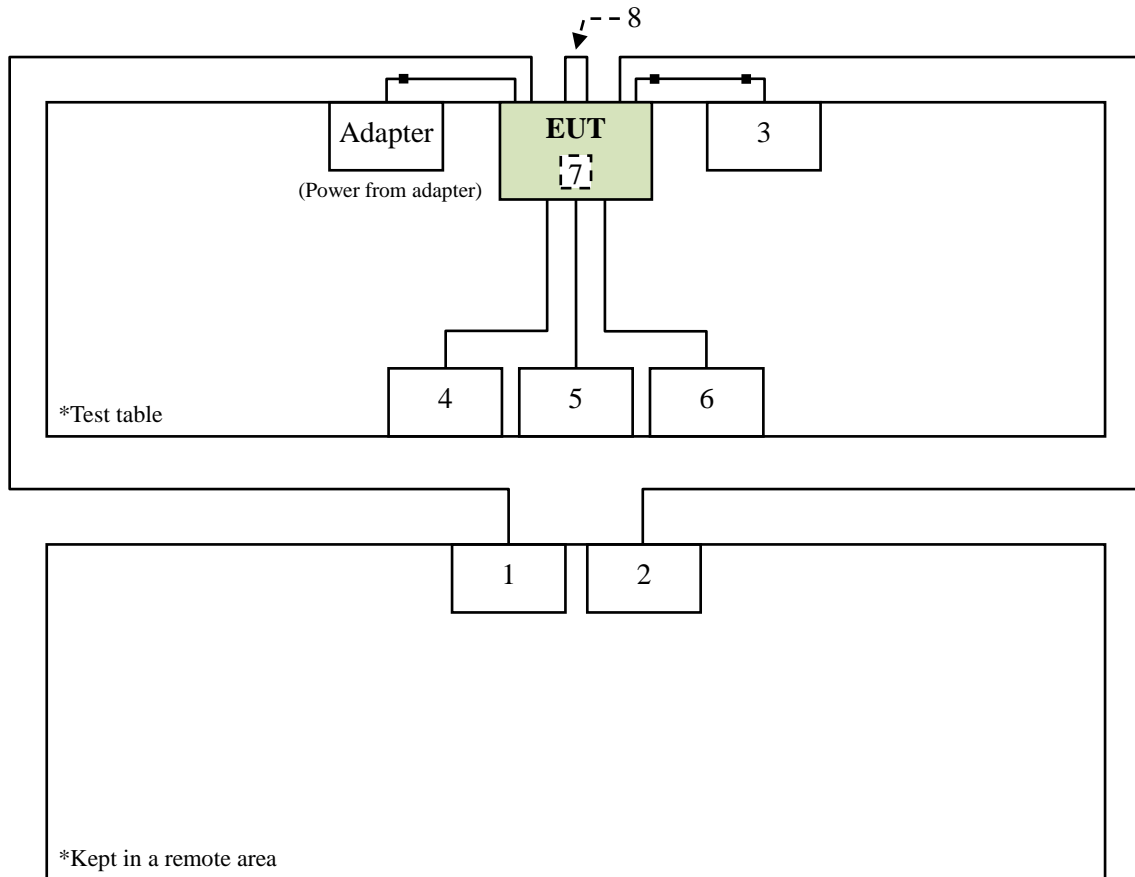 8
Adapter
EUT
3
7
(Power from adapter)
4
5
6
*Test table
1
2
*Kept in a remote area